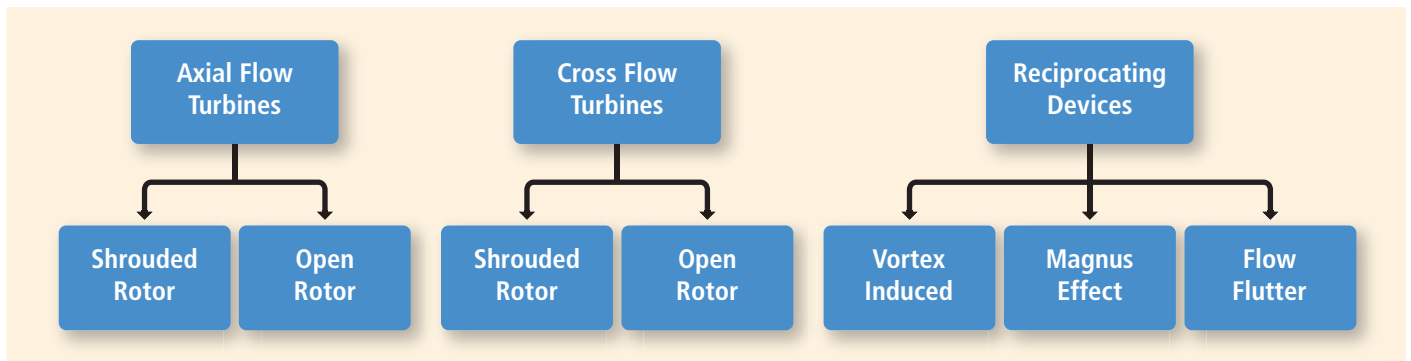 Axial Flow
Turbines
Cross Flow
Turbines
Reciprocating
Devices
Shrouded
Rotor
Open
Rotor
Shrouded
Rotor
Open
Rotor
Vortex
Induced
Magnus
Effect
Flow
Flutter